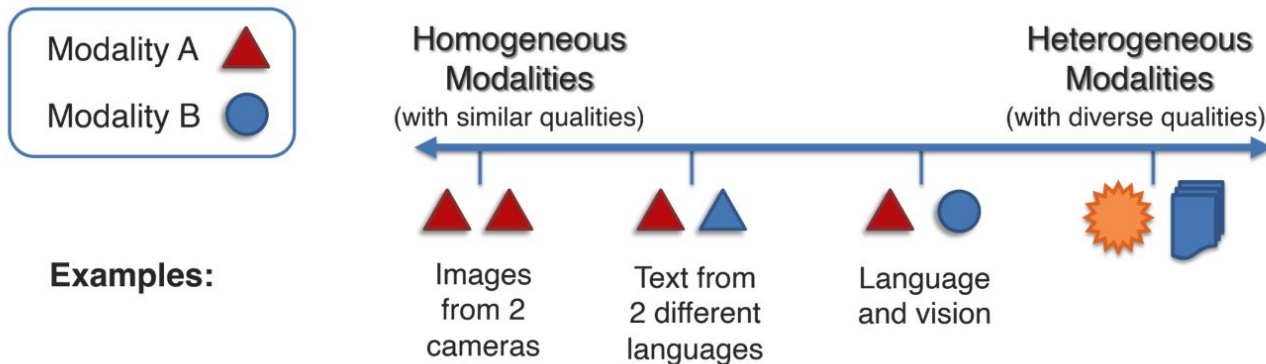 Modality A
Modality B
Homogeneous
Modalities
(with similar qualities)
Heterogeneous
Modalities
(with diverse qualities)
Examples:
Images
from 2
cameras
Text from
2 different
languages
Language
and vision